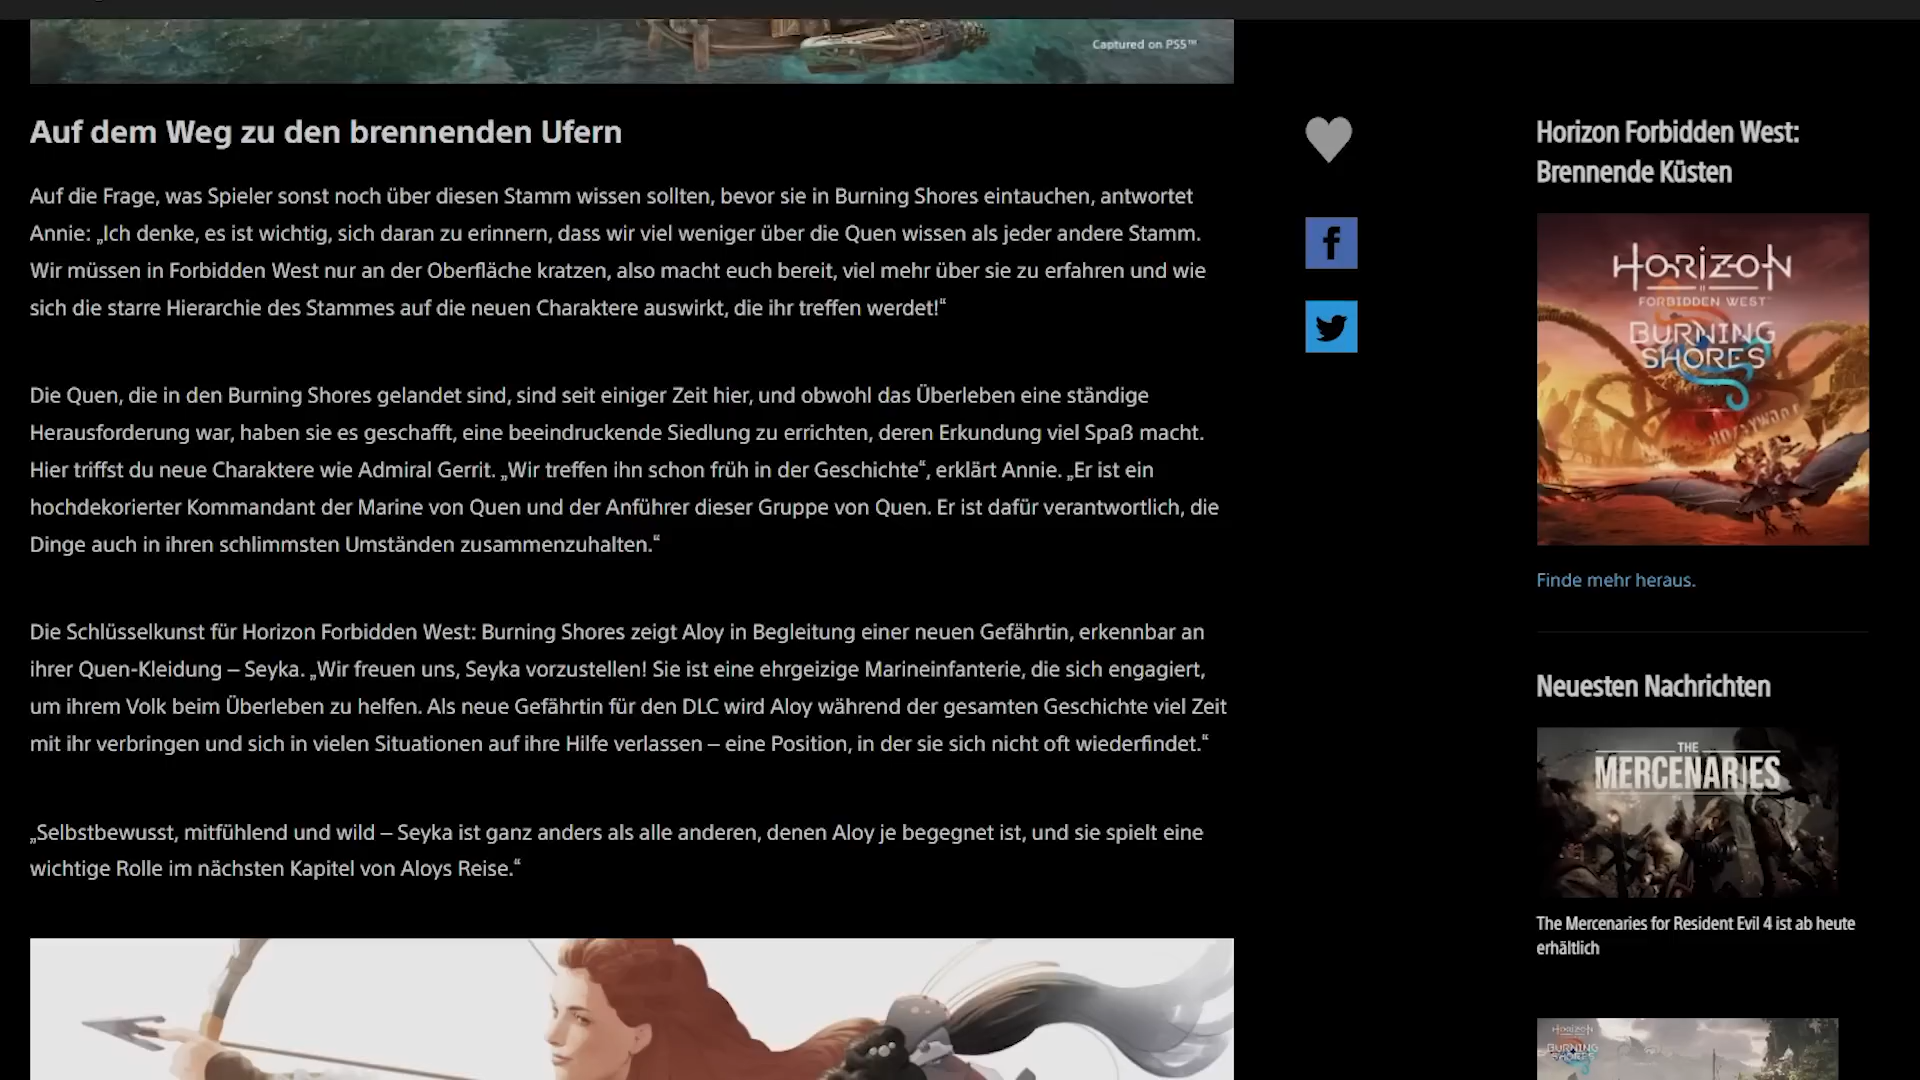 Captured on PS5™
Auf dem Weg zu den brennenden Ufern
Auf die Frage, was Spieler sonst noch über diesen Stamm wissen sollten, bevor sie in Burning Shores eintauchen, antwortet
Annie: „Ich denke, es ist wichtig, sich daran zu erinnern, dass wir viel weniger über die Quen wissen als jeder andere Stamm.
Wir müssen in Forbidden West nur an der Oberfläche kratzen, also macht euch bereit, viel mehr über sie zu erfahren und wie
sich die starre Hierarchie des Stammes auf die neuen Charaktere auswirkt, die ihr treffen werdet!“
Die Quen, die in den Burning Shores gelandet sind, sind seit einiger Zeit hier, und obwohl das Überleben eine ständige
Herausforderung war, haben sie es geschafft, eine beeindruckende Siedlung zu errichten, deren Erkundung viel Spaß macht.
Hier triffst du neue Charaktere wie Admiral Gerrit. „Wir treffen ihn schon früh in der Geschichte“, erklärt Annie. „Er ist ein
hochdekorierter Kommandant der Marine von Quen und der Anführer dieser Gruppe von Quen. Er ist dafür verantwortlich, die
Dinge auch in ihren schlimmsten Umständen zusammenzuhalten.“
Die Schlüsselkunst für Horizon Forbidden West: Burning Shores zeigt Aloy in Begleitung einer neuen Gefährtin, erkennbar an
ihrer Quen-Kleidung – Seyka. „Wir freuen uns, Seyka vorzustellen! Sie ist eine ehrgeizige Marineinfanterie, die sich engagiert,
um ihrem Volk beim Überleben zu helfen. Als neue Gefährtin für den DLC wird Aloy während der gesamten Geschichte viel Zeit
mit ihr verbringen und sich in vielen Situationen auf ihre Hilfe verlassen – eine Position, in der sie sich nicht oft wiederfindet.“
„Selbstbewusst, mitfühlend und wild – Seyka ist ganz anders als alle anderen, denen Aloy je begegnet ist, und sie spielt eine
wichtige Rolle im nächsten Kapitel von Aloys Reise.“
Horizon Forbidden West:
Brennende Küsten
HORIZON
FORBIDDEN WEST™
BURNING
SHORES
HOLLYWOOD
Finde mehr heraus.
Neuesten Nachrichten
THE
MERCENARIES
The Mercenaries for Resident Evil 4 ist ab heute
erhältlich
HORIZON
BURNING
SHORES